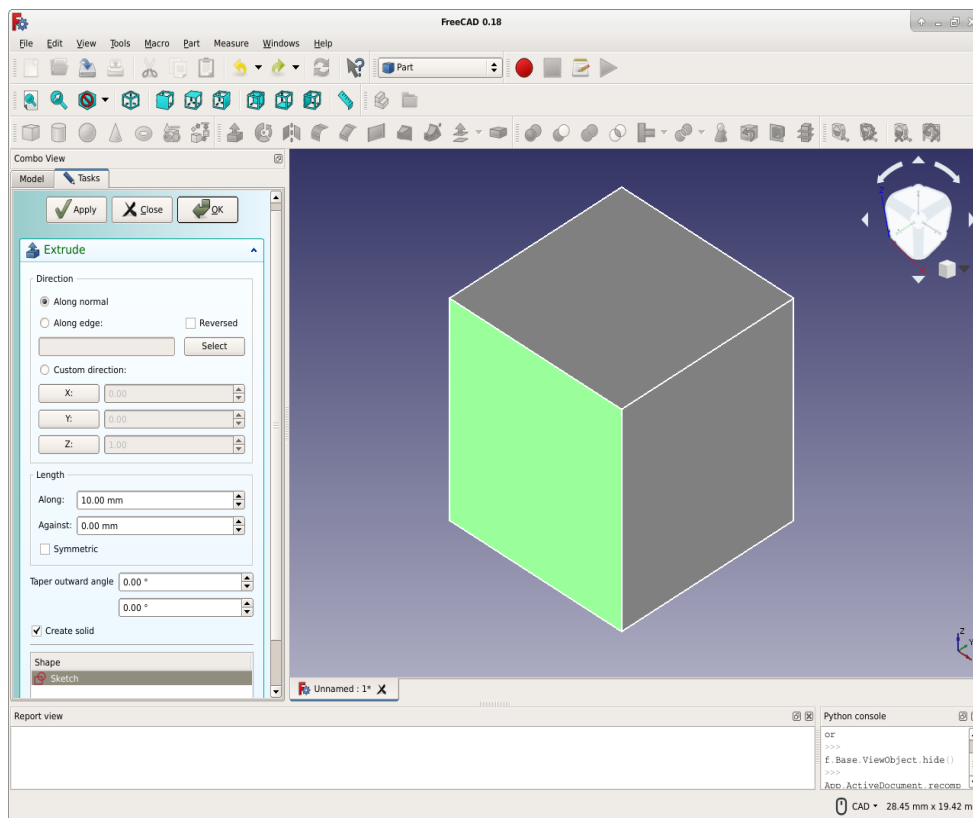 FreeCAD 0.18
File Edit View Tools Macro Part Measure Windows Help
Part
Combo View
Model Tasks
Apply Close OK
Extrude
Direction
Along normal
Along edge: Reversed
Select
Custom direction:
X: 0.00
Y: 0.00
Z: 1.00
Length
Along: 10.00 mm
Against: 0.00 mm
Symmetric
Taper outward angle 0.00 °
0.00 °
Create solid
Shape
Sketch
Z
Y
Unnamed : 1*
Report view
Python console
or
>>>
f.Base.ViewObject.hide()
>>>
App.ActiveDocument.recomp
CAD 28.45 mm x 19.42 m